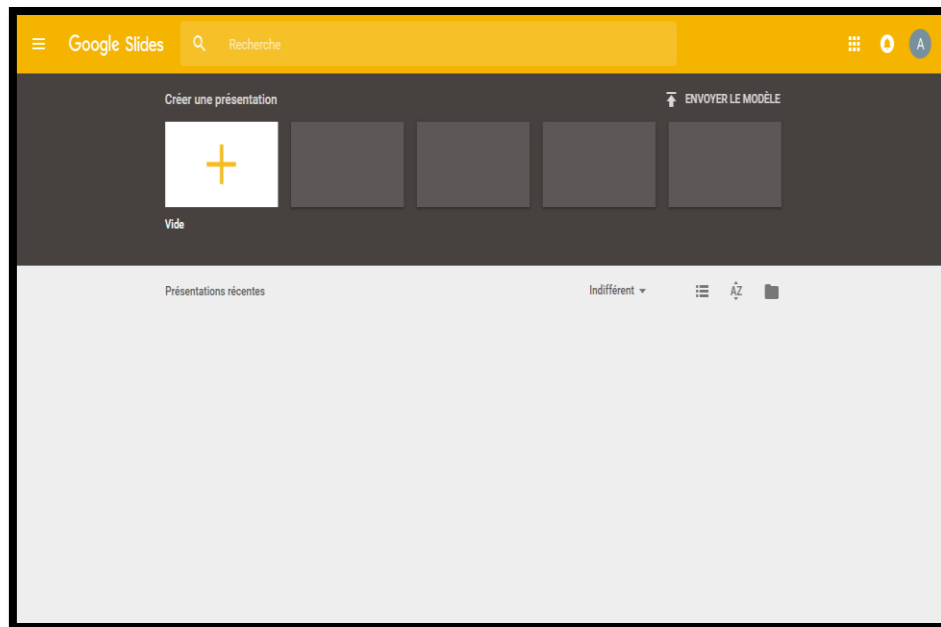 Google Slides
Recherche
A
Créer une présentation
ENVOYER LE MODÈLE
Vide
Présentations récentes
Indifférent
AZ